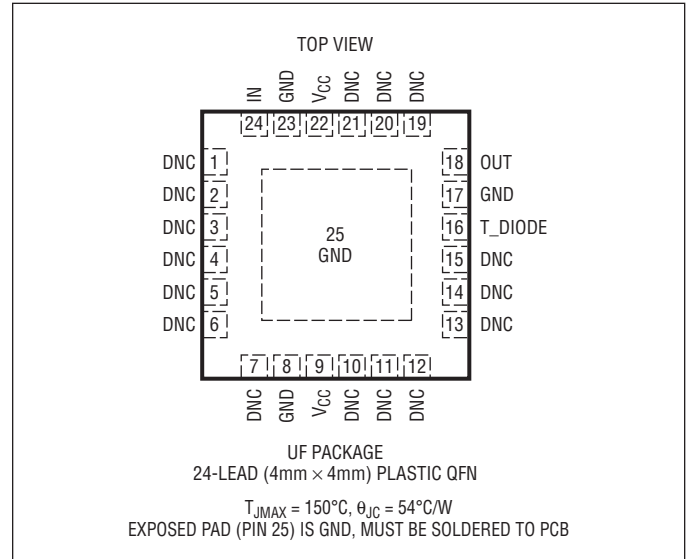 TOP VIEW
IN GND VCC DNC DNC DNC
24 23 22 21 20 19
DNC 1
DNC 2
DNC 3
DNC 4
DNC 5
DNC 6
25
GND
18 OUT
17 GND
16 T_DIODE
15 DNC
14 DNC
13 DNC
7 8 9 10 11 12
DNC GND VCC DNC DNC DNC
UF PACKAGE
24-LEAD (4mm × 4mm) PLASTIC QFN
TJMAX = 150°C, θJC = 54°C/W
EXPOSED PAD (PIN 25) IS GND, MUST BE SOLDERED TO PCB